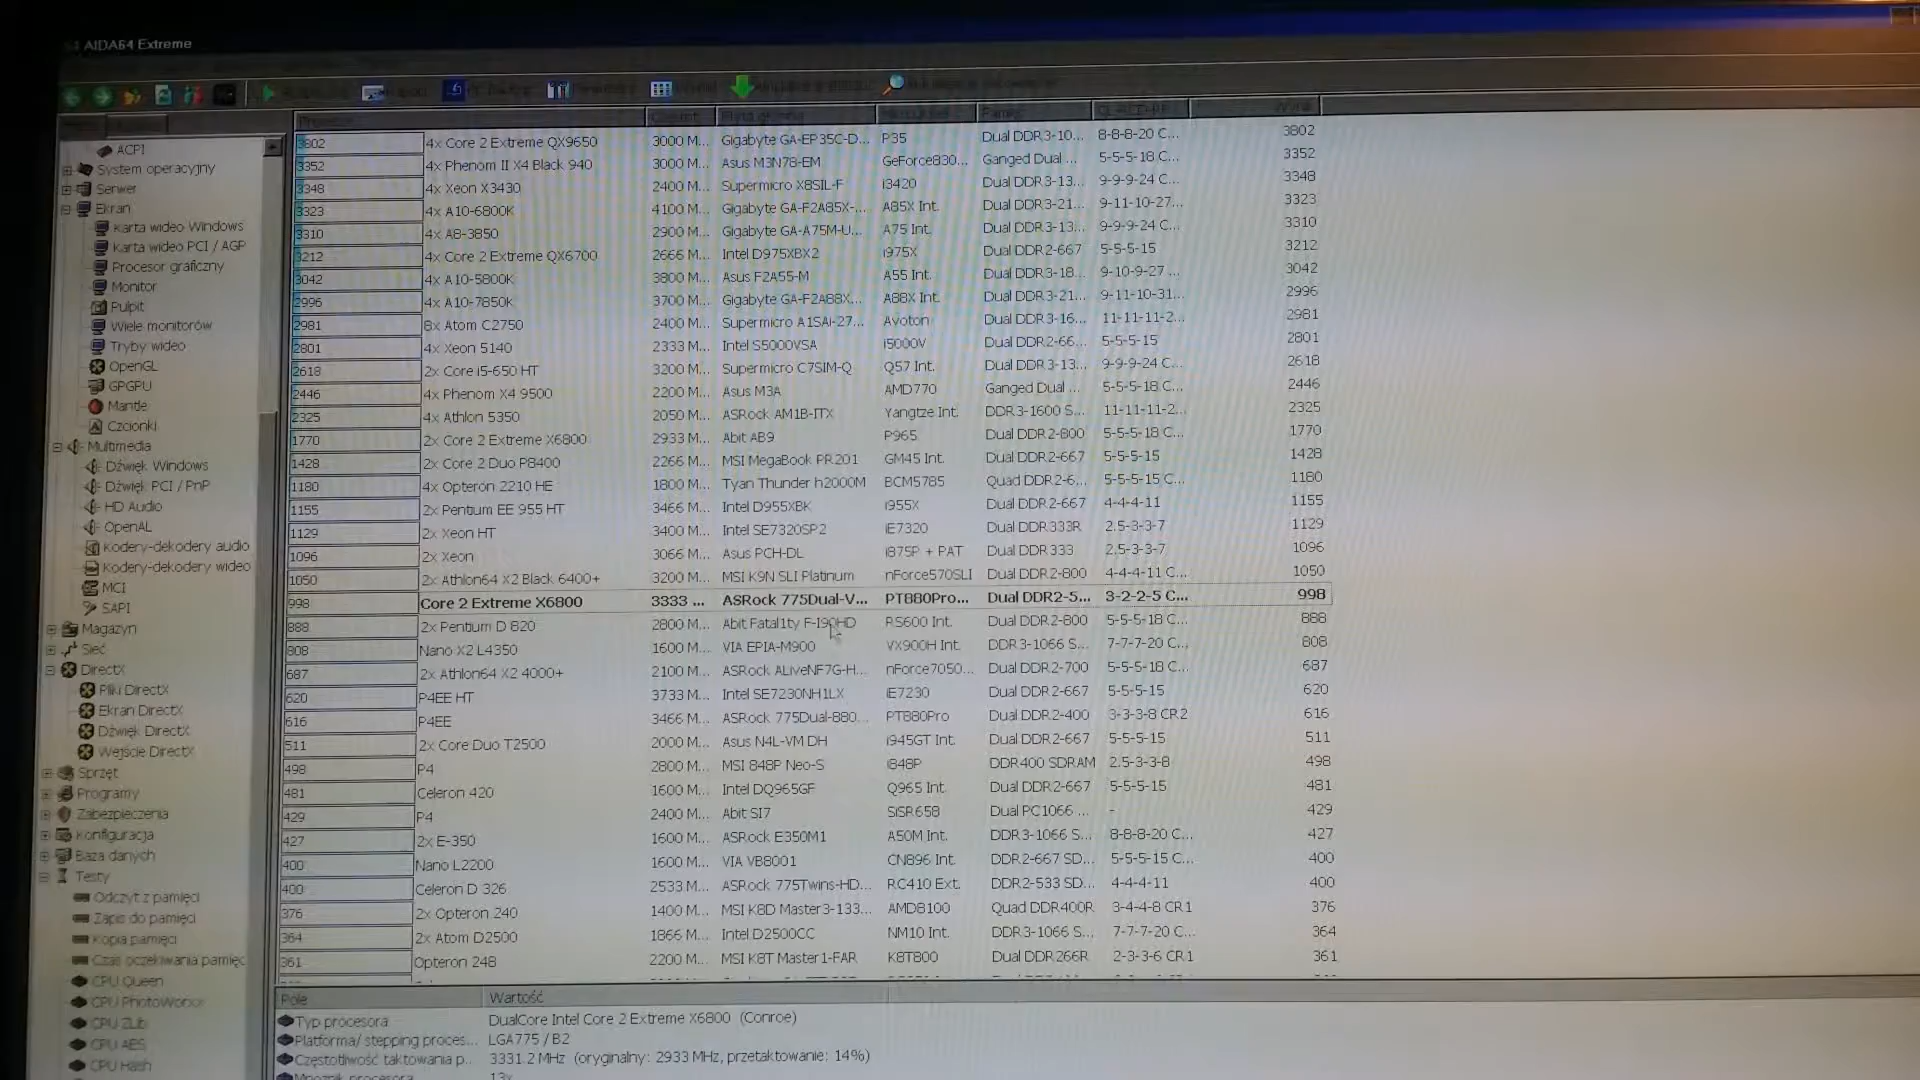 64 AIDA64 Extreme
ACPI
System operacyjny
Serwer
Ekran
Karta wideo Windows
Karta wideo PCI / AGP
Procesor graficzny
Monitor
Pulpit
Wiele monitorów
Tryby wideo
OpenGL
GPGPU
Mantle
Czcionki
Multimedia
Dźwięk Windows
Dźwięk PCI / PnP
HD Audio
OpenAL
Kodery-dekodery audio
Kodery-dekodery wideo
MCI
SAPI
Magazyn
Sieć
DirectX
Pliki DirectX
Ekran DirectX
Dźwięk DirectX
Wejście DirectX
Sprzęt
Programy
Zabezpieczenia
Konfiguracja
Baza danych
Testy
Odczyt z pamięci
Zapis do pamięci
Kopia pamięci
Czas oczekiwania pamięc
CPU Queen
CPU PhotoWorxx
CPU ZLib
CPU AES
CPU Hash
3802 4x Core 2 Extreme QX9650 3000 M... Gigabyte GA-EP35C-D... P35 Dual DDR3-10... 8-8-8-20 C... 3802
3352 4x Phenom II X4 Black 940 3000 M... Asus M3N78-EM GeForce830... Ganged Dual ... 5-5-5-18 C... 3352
3348 4x Xeon X3430 2400 M... Supermicro X8SIL-F i3420 Dual DDR3-13... 9-9-9-24 C... 3348
3323 4x A10-6800K 4100 M... Gigabyte GA-F2A85X-... A85X Int. Dual DDR3-21... 9-11-10-27... 3323
3310 4x A8-3850 2900 M... Gigabyte GA-A75M-U... A75 Int. Dual DDR3-13... 9-9-9-24 C... 3310
3212 4x Core 2 Extreme QX6700 2666 M... Intel D975XBX2 i975X Dual DDR2-667 5-5-5-15 3212
3042 4x A10-5800K 3800 M... Asus F2A55-M A55 Int. Dual DDR3-18... 9-10-9-27 ... 3042
2996 4x A10-7850K 3700 M... Gigabyte GA-F2A88X... A88X Int. Dual DDR3-21... 9-11-10-31... 2996
2981 8x Atom C2750 2400 M... Supermicro A1SAi-27... Avoton Dual DDR3-16... 11-11-11-2... 2981
2801 4x Xeon 5140 2333 M... Intel S5000VSA i5000V Dual DDR2-66... 5-5-5-15 2801
2618 2x Core i5-650 HT 3200 M... Supermicro C7SIM-Q Q57 Int. Dual DDR3-13... 9-9-9-24 C... 2618
2446 4x Phenom X4 9500 2200 M... Asus M3A AMD770 Ganged Dual ... 5-5-5-18 C... 2446
2325 4x Athlon 5350 2050 M... ASRock AM1B-ITX Yangtze Int. DDR3-1600 S... 11-11-11-2... 2325
1770 2x Core 2 Extreme X6800 2933 M... Abit AB9 P965 Dual DDR2-800 5-5-5-18 C... 1770
1428 2x Core 2 Duo P8400 2266 M... MSI MegaBook PR201 GM45 Int. Dual DDR2-667 5-5-5-15 1428
1180 4x Opteron 2210 HE 1800 M... Tyan Thunder h2000M BCM5785 Quad DDR2-6... 5-5-5-15 C... 1180
1155 2x Pentium EE 955 HT 3466 M... Intel D955XBK i955X Dual DDR2-667 4-4-4-11 1155
1129 2x Xeon HT 3400 M... Intel SE7320SP2 iE7320 Dual DDR333R 2.5-3-3-7 1129
1096 2x Xeon 3066 M... Asus PCH-DL i875P + PAT Dual DDR333 2.5-3-3-7 1096
1050 2x Athlon64 X2 Black 6400+ 3200 M... MSI K9N SLI Platinum nForce570SLI Dual DDR2-800 4-4-4-11 C... 1050
998 Core 2 Extreme X6800 3333 ... ASRock 775Dual-V... PT880Pro... Dual DDR2-5... 3-2-2-5 C... 998
888 2x Pentium D 820 2800 M... Abit Fatal1ty F-I90HD RS600 Int. Dual DDR2-800 5-5-5-18 C... 888
808 Nano X2 L4350 1600 M... VIA EPIA-M900 VX900H Int. DDR3-1066 S... 7-7-7-20 C... 808
687 2x Athlon64 X2 4000+ 2100 M... ASRock ALiveNF7G-H... nForce7050... Dual DDR2-700 5-5-5-18 C... 687
620 P4EE HT 3733 M... Intel SE7230NH1LX iE7230 Dual DDR2-667 5-5-5-15 620
616 P4EE 3466 M... ASRock 775Dual-880... PT880Pro Dual DDR2-400 3-3-3-8 CR2 616
511 2x Core Duo T2500 2000 M... Asus N4L-VM DH i945GT Int. Dual DDR2-667 5-5-5-15 511
498 P4 2800 M... MSI 848P Neo-S i848P DDR400 SDRAM 2.5-3-3-8 498
481 Celeron 420 1600 M... Intel DQ965GF Q965 Int. Dual DDR2-667 5-5-5-15 481
429 P4 2400 M... Abit SI7 SiSR658 Dual PC1066 ... - 429
427 2x E-350 1600 M... ASRock E350M1 A50M Int. DDR3-1066 S... 8-8-8-20 C... 427
400 Nano L2200 1600 M... VIA VB8001 CN896 Int. DDR2-667 SD... 5-5-5-15 C... 400
400 Celeron D 326 2533 M... ASRock 775Twins-HD... RC410 Ext. DDR2-533 SD... 4-4-4-11 400
376 2x Opteron 240 1400 M... MSI K8D Master3-133... AMD8100 Quad DDR400R 3-4-4-8 CR1 376
364 2x Atom D2500 1866 M... Intel D2500CC NM10 Int. DDR3-1066 S... 7-7-7-20 C... 364
361 Opteron 248 2200 M... MSI K8T Master1-FAR K8T800 Dual DDR266R 2-3-3-6 CR1 361
Pole Wartość
Typ procesora DualCore Intel Core 2 Extreme X6800 (Conroe)
Platforma/ stepping proces... LGA775 / B2
Częstotliwość taktowania p... 3331.2 MHz (oryginalny: 2933 MHz, przetaktowanie: 14%)
Mnożnik procesora 13x